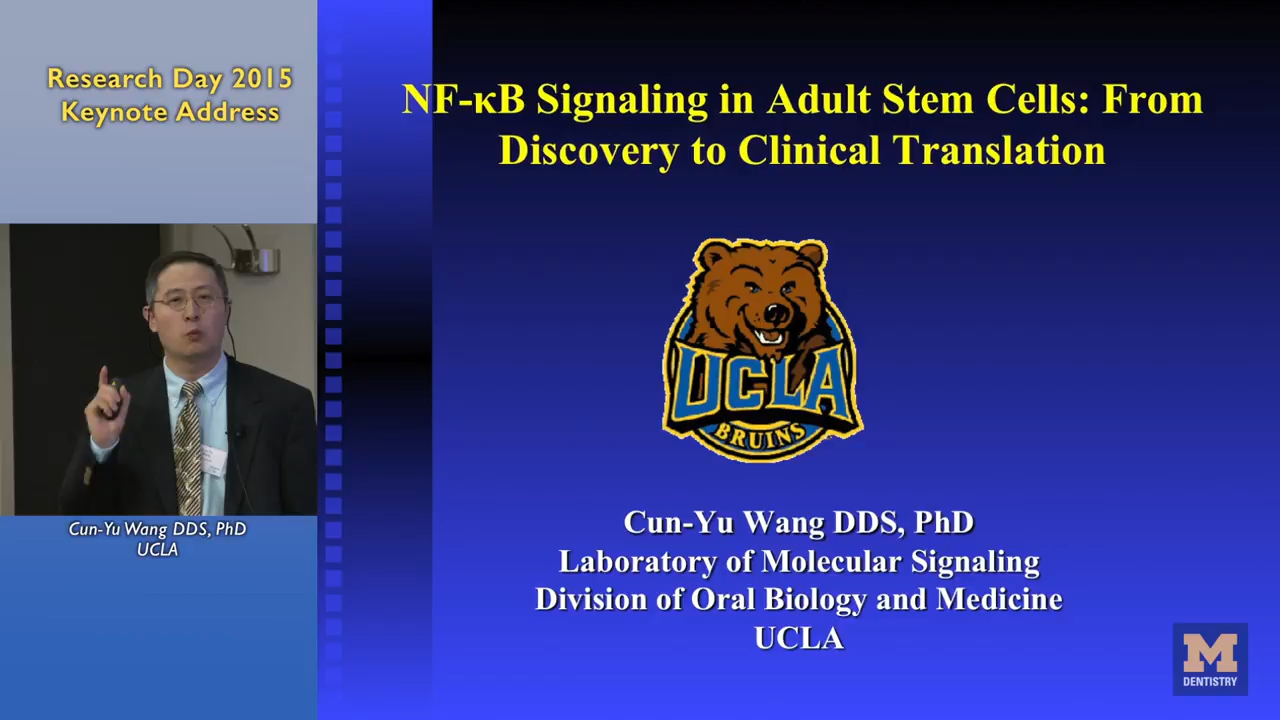 Research Day 2015
Keynote Address
NF-κB Signaling in Adult Stem Cells: From
Discovery to Clinical Translation
UCLA
BRUINS
Cun-Yu Wang DDS, PhD
UCLA
Cun-Yu Wang DDS, PhD
Laboratory of Molecular Signaling
Division of Oral Biology and Medicine
UCLA
M
DENTISTRY